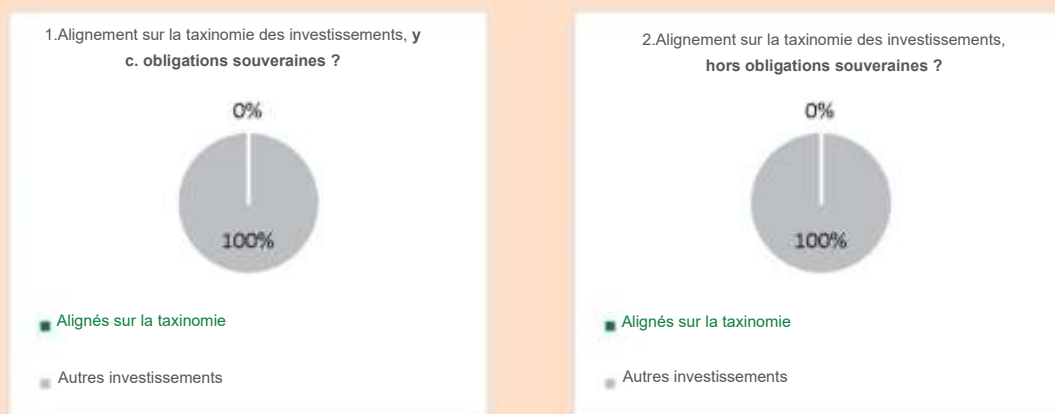 1.Alignement sur la taxinomie des investissements, y
c. obligations souveraines ?
0%
100%
Alignés sur la taxinomie
Autres investissements
2.Alignement sur la taxinomie des investissements,
hors obligations souveraines ?
0%
100%
Alignés sur la taxinomie
Autres investissements